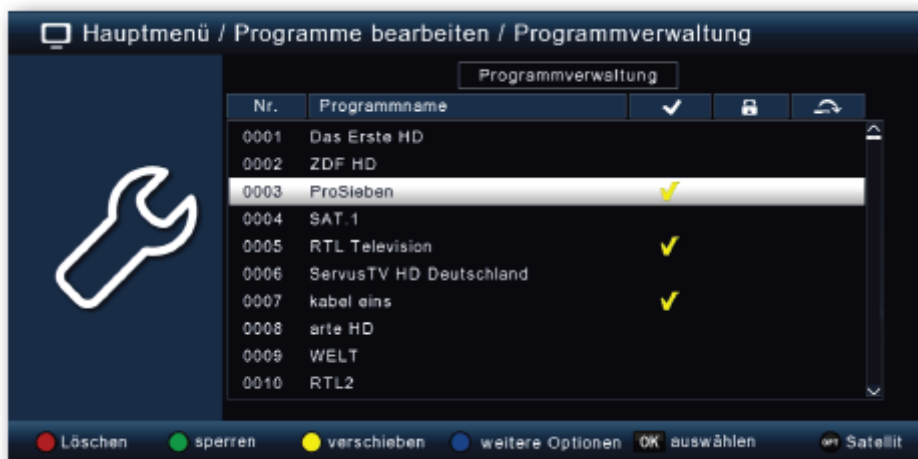 Hauptmenü / Programme bearbeiten / Programmverwaltung
Programmverwaltung
Nr. Programmname
0001 Das Erste HD
0002 ZDF HD
0003 ProSieben
0004 SAT.1
0005 RTL Television
0006 ServusTV HD Deutschland
0007 kabel eins
0008 arte HD
0009 WELT
0010 RTL2
Löschen sperren verschieben weitere Optionen OK auswählen OPT Satellit